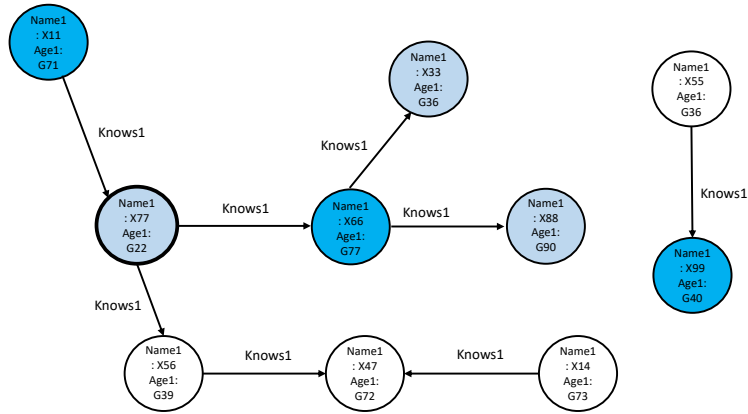 Name1
: X11
Age1:
G71
Name1
: X33
Age1:
G36
Name1
: X55
Age1:
G36
Knows1
Knows1
Knows1
Name1
: X77
Age1:
G22
Knows1
Name1
: X66
Age1:
G77
Knows1
Name1
: X88
Age1:
G90
Name1
: X99
Age1:
G40
Knows1
Name1
: X56
Age1:
G39
Knows1
Name1
: X47
Age1:
G72
Knows1
Name1
: X14
Age1:
G73